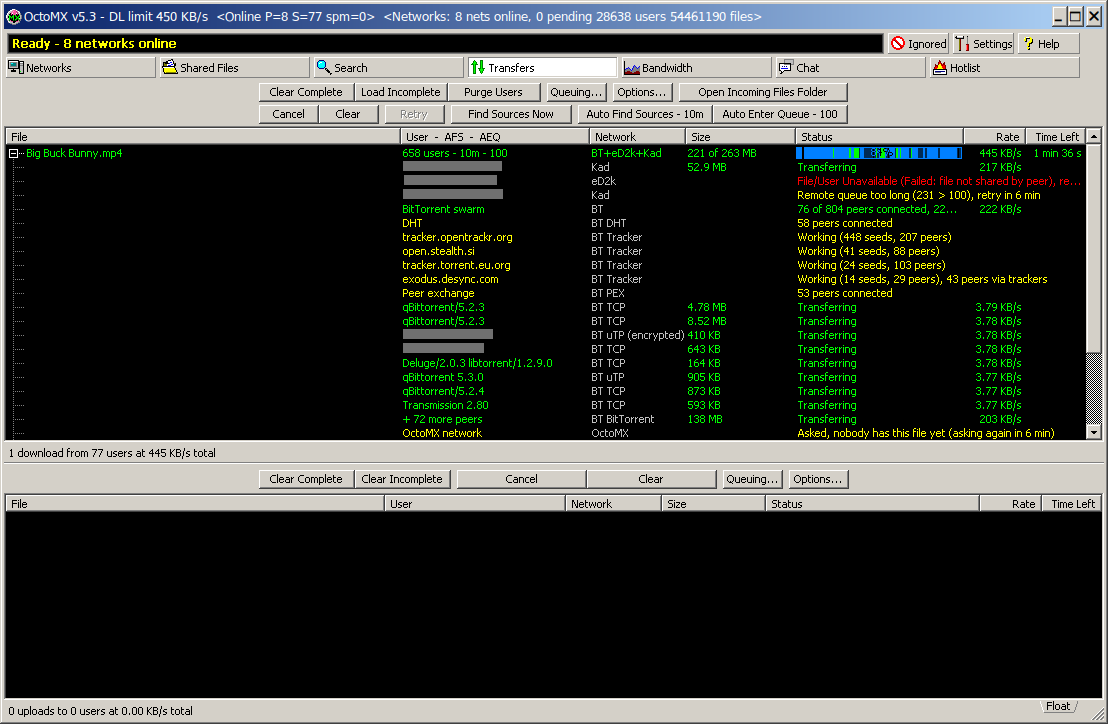 OctoMX v5.3 - DL limit 450 KB/s <Online P=8 S=77 spm=0> <Networks: 8 nets online, 0 pending 28638 users 54461190 files>
Ready - 8 networks online Ignored Settings ? Help
Networks Shared Files Search Transfers Bandwidth Chat Hotlist
Clear Complete Load Incomplete Purge Users Queuing... Options... Open Incoming Files Folder
Cancel Clear Retry Find Sources Now Auto Find Sources - 10m Auto Enter Queue - 100
File User - AFS - AEQ Network Size Status Rate Time Left
Big Buck Bunny.mp4 658 users - 10m - 100 BT+eD2k+Kad 221 of 263 MB 445 KB/s 1 min 36 s
Kad 52.9 MB Transferring 217 KB/s
eD2k File/User Unavailable (Failed: file not shared by peer), re...
Kad Remote queue too long (231 > 100), retry in 6 min
BitTorrent swarm BT 76 of 804 peers connected, 22... 222 KB/s
DHT BT DHT 58 peers connected
tracker.opentrackr.org BT Tracker Working (448 seeds, 207 peers)
open.stealth.si BT Tracker Working (41 seeds, 88 peers)
tracker.torrent.eu.org BT Tracker Working (24 seeds, 103 peers)
exodus.desync.com BT Tracker Working (14 seeds, 29 peers), 43 peers via trackers
Peer exchange BT PEX 53 peers connected
qBittorrent/5.2.3 BT TCP 4.78 MB Transferring 3.79 KB/s
qBittorrent/5.2.3 BT TCP 8.52 MB Transferring 3.78 KB/s
BT uTP (encrypted) 410 KB Transferring 3.78 KB/s
BT TCP 643 KB Transferring 3.78 KB/s
Deluge/2.0.3 libtorrent/1.2.9.0 BT TCP 164 KB Transferring 3.78 KB/s
qBittorrent 5.3.0 BT uTP 905 KB Transferring 3.77 KB/s
qBittorrent/5.2.4 BT TCP 873 KB Transferring 3.77 KB/s
Transmission 2.80 BT TCP 593 KB Transferring 3.77 KB/s
+ 72 more peers BT BitTorrent 138 MB Transferring 203 KB/s
OctoMX network OctoMX Asked, nobody has this file yet (asking again in 6 min)
1 download from 77 users at 445 KB/s total
Clear Complete Clear Incomplete Cancel Clear Queuing... Options...
File User Network Size Status Rate Time Left
0 uploads to 0 users at 0.00 KB/s total Float